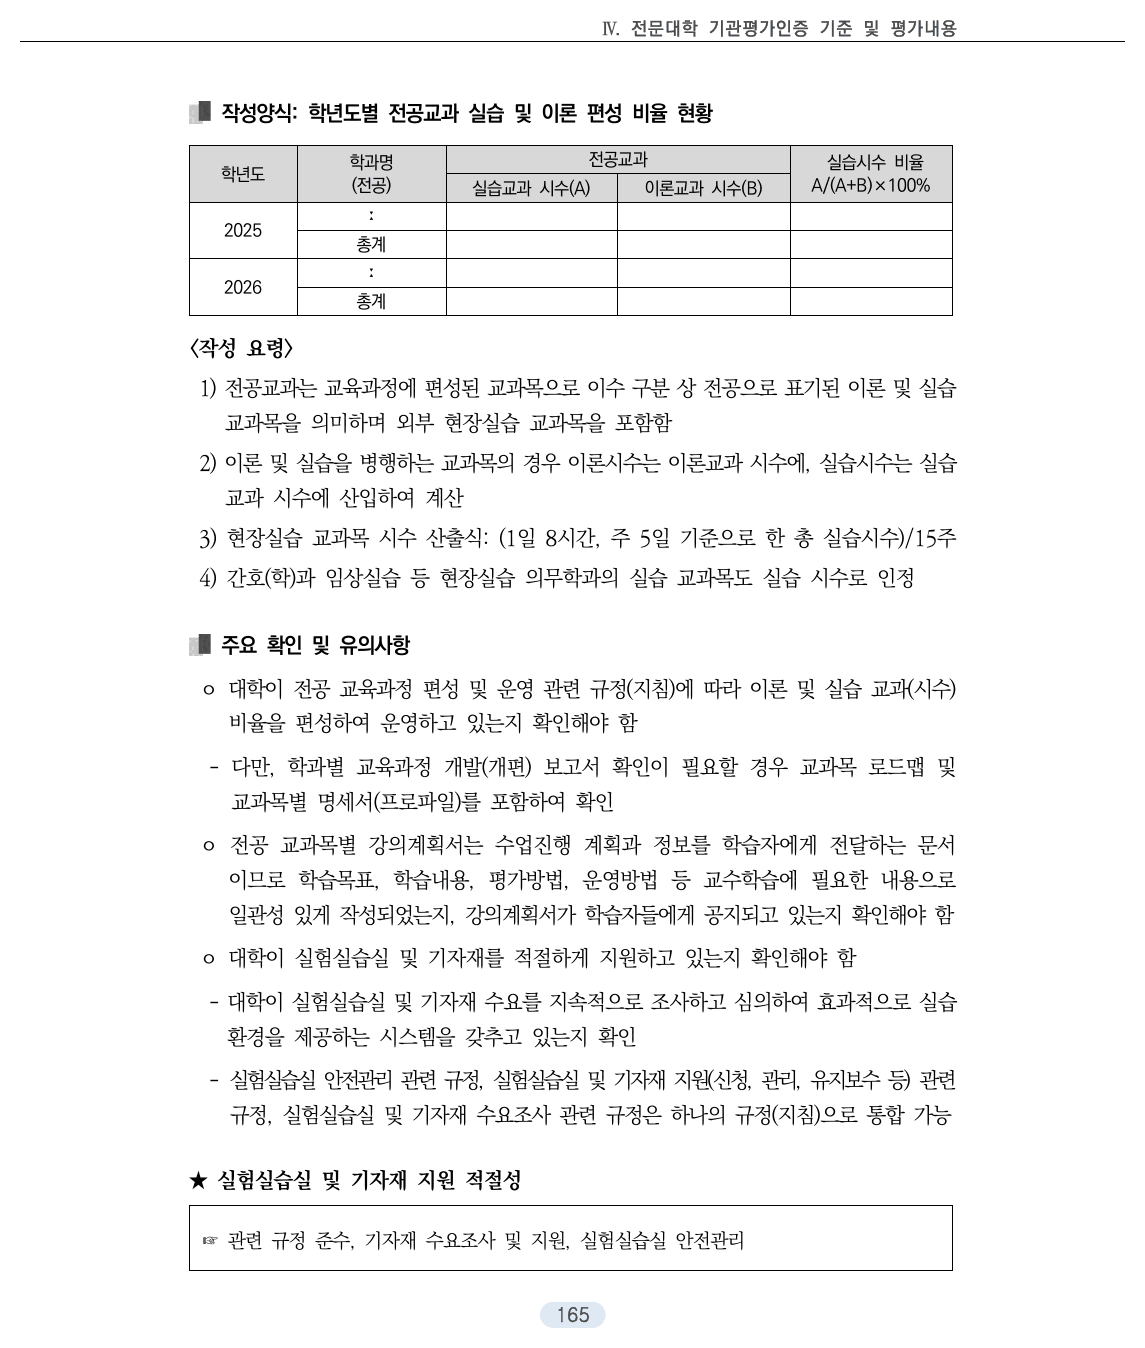 Ⅳ. 전문대학 기관평가인증 기준 및 평가내용
작성양식: 학년도별 전공교과 실습 및 이론 편성 비율 현황
학년도 학과명 (전공) 전공교과 실습시수 비율 A/(A+B)×100%
실습교과 시수(A) 이론교과 시수(B)
2025 :
총계
2026 :
총계
<작성 요령>
1) 전공교과는 교육과정에 편성된 교과목으로 이수 구분 상 전공으로 표기된 이론 및 실습
교과목을 의미하며 외부 현장실습 교과목을 포함함
2) 이론 및 실습을 병행하는 교과목의 경우 이론시수는 이론교과 시수에, 실습시수는 실습
교과 시수에 산입하여 계산
3) 현장실습 교과목 시수 산출식: (1일 8시간, 주 5일 기준으로 한 총 실습시수)/15주
4) 간호(학)과 임상실습 등 현장실습 의무학과의 실습 교과목도 실습 시수로 인정
주요 확인 및 유의사항
ㅇ 대학이 전공 교육과정 편성 및 운영 관련 규정(지침)에 따라 이론 및 실습 교과(시수)
비율을 편성하여 운영하고 있는지 확인해야 함
- 다만, 학과별 교육과정 개발(개편) 보고서 확인이 필요할 경우 교과목 로드맵 및
교과목별 명세서(프로파일)를 포함하여 확인
ㅇ 전공 교과목별 강의계획서는 수업진행 계획과 정보를 학습자에게 전달하는 문서
이므로 학습목표, 학습내용, 평가방법, 운영방법 등 교수학습에 필요한 내용으로
일관성 있게 작성되었는지, 강의계획서가 학습자들에게 공지되고 있는지 확인해야 함
ㅇ 대학이 실험실습실 및 기자재를 적절하게 지원하고 있는지 확인해야 함
- 대학이 실험실습실 및 기자재 수요를 지속적으로 조사하고 심의하여 효과적으로 실습
환경을 제공하는 시스템을 갖추고 있는지 확인
- 실험실습실 안전관리 관련 규정, 실험실습실 및 기자재 지원(신청, 관리, 유지보수 등) 관련
규정, 실험실습실 및 기자재 수요조사 관련 규정은 하나의 규정(지침)으로 통합 가능
★ 실험실습실 및 기자재 지원 적절성
☞ 관련 규정 준수, 기자재 수요조사 및 지원, 실험실습실 안전관리
165